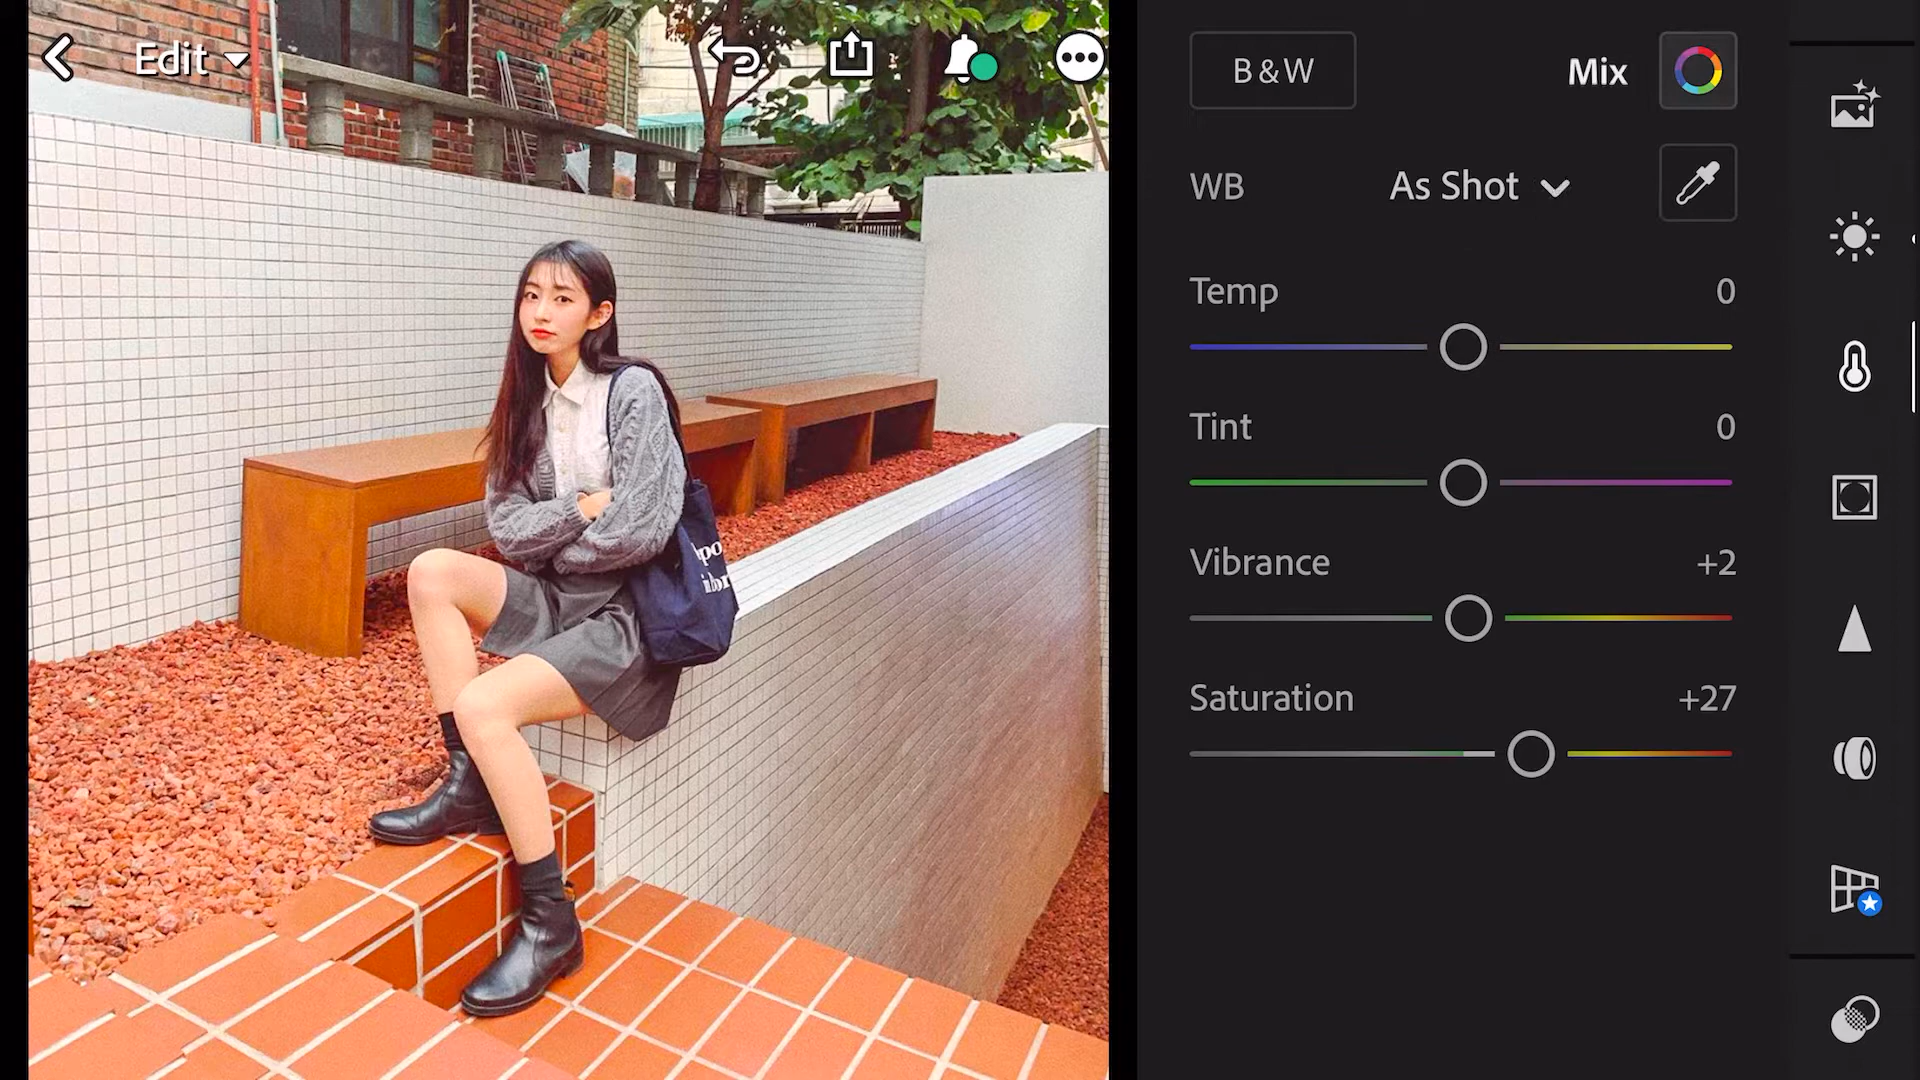 Edit
B&W
Mix
WB
As Shot
Temp
0
Tint
0
Vibrance
+2
Saturation
+27